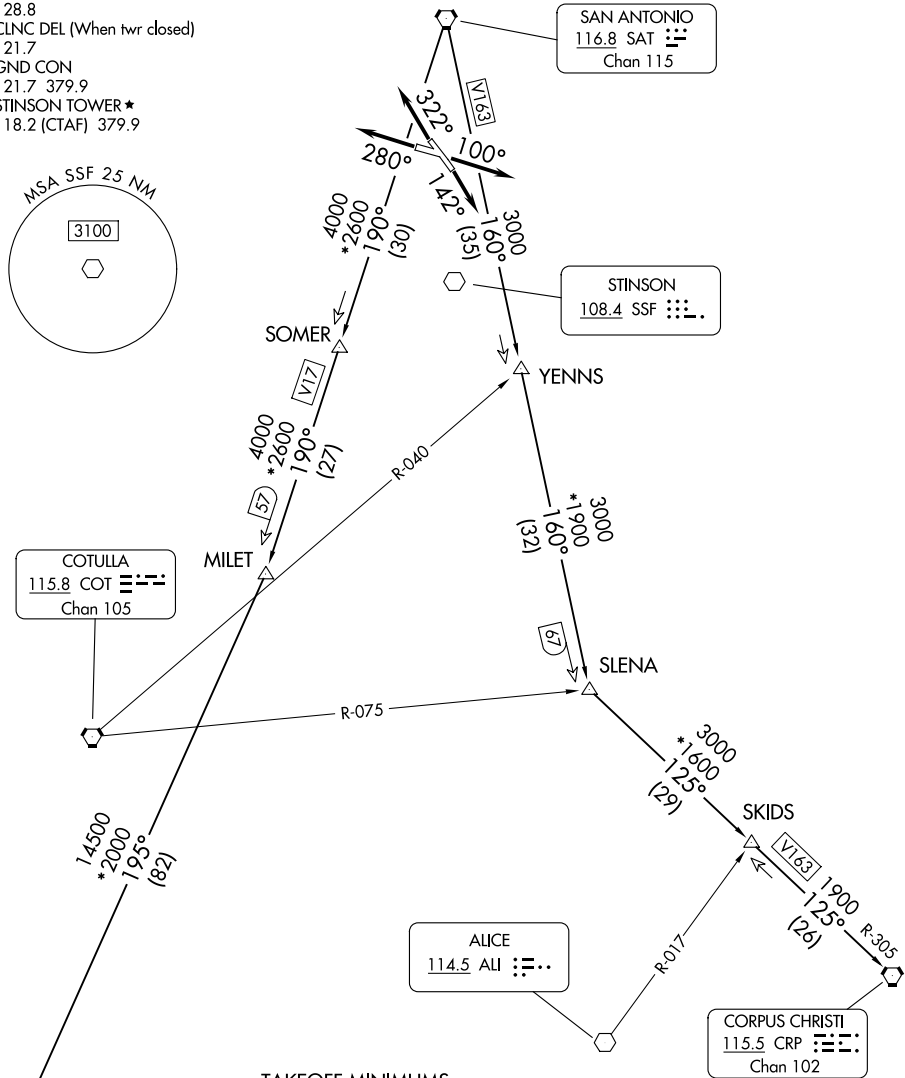 28.8
CLNC DEL (When twr closed)
21.7
GND CON
21.7 379.9
STINSON TOWER★
18.2 (CTAF) 379.9
SAN ANTONIO
116.8 SAT
Chan 115
V163
322°
100°
280°
142°
MSA SSF 25 NM
3100
4000
*2600
190°
(30)
3000
160°
(35)
STINSON
108.4 SSF
SOMER
YENNS
V17
4000
*2600
190°
(27)
R-040
57
MILET
3000
*1900
160°
(32)
COTULLA
115.8 COT
Chan 105
67
SLENA
R-075
3000
*1600
125°
(29)
SKIDS
14500
*2000
195°
(82)
V163
1900
125°
(26)
R-305
ALICE
114.5 ALI
R-017
CORPUS CHRISTI
115.5 CRP
Chan 102